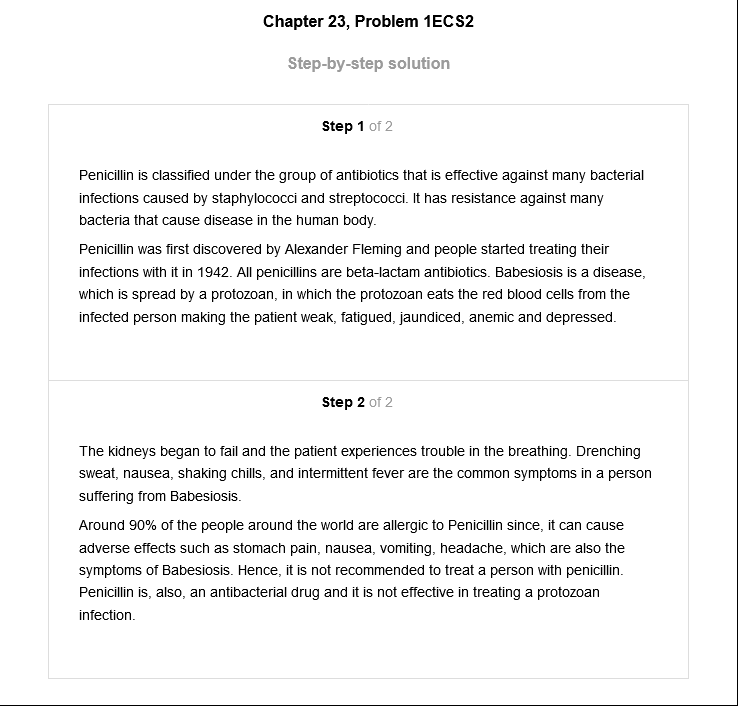 Chapter 23, Problem 1ECS2
Step-by-step solution
Step 1 of 2
Penicillin is classified under the group of antibiotics that is effective against many bacterial
infections caused by staphylococci and streptococci. It has resistance against many
bacteria that cause disease in the human body.
Penicillin was first discovered by Alexander Fleming and people started treating their
infections with it in 1942. All penicillins are beta-lactam antibiotics. Babesiosis is a disease,
which is spread by a protozoan, in which the protozoan eats the red blood cells from the
infected person making the patient weak, fatigued, jaundiced, anemic and depressed.
Step 2 of 2
The kidneys began to fail and the patient experiences trouble in the breathing. Drenching
sweat, nausea, shaking chills, and intermittent fever are the common symptoms in a person
suffering from Babesiosis.
Around 90% of the people around the world are allergic to Penicillin since, it can cause
adverse effects such as stomach pain, nausea, vomiting, headache, which are also the
symptoms of Babesiosis. Hence, it is not recommended to treat a person with penicillin.
Penicillin is, also, an antibacterial drug and it is not effective in treating a protozoan
infection.